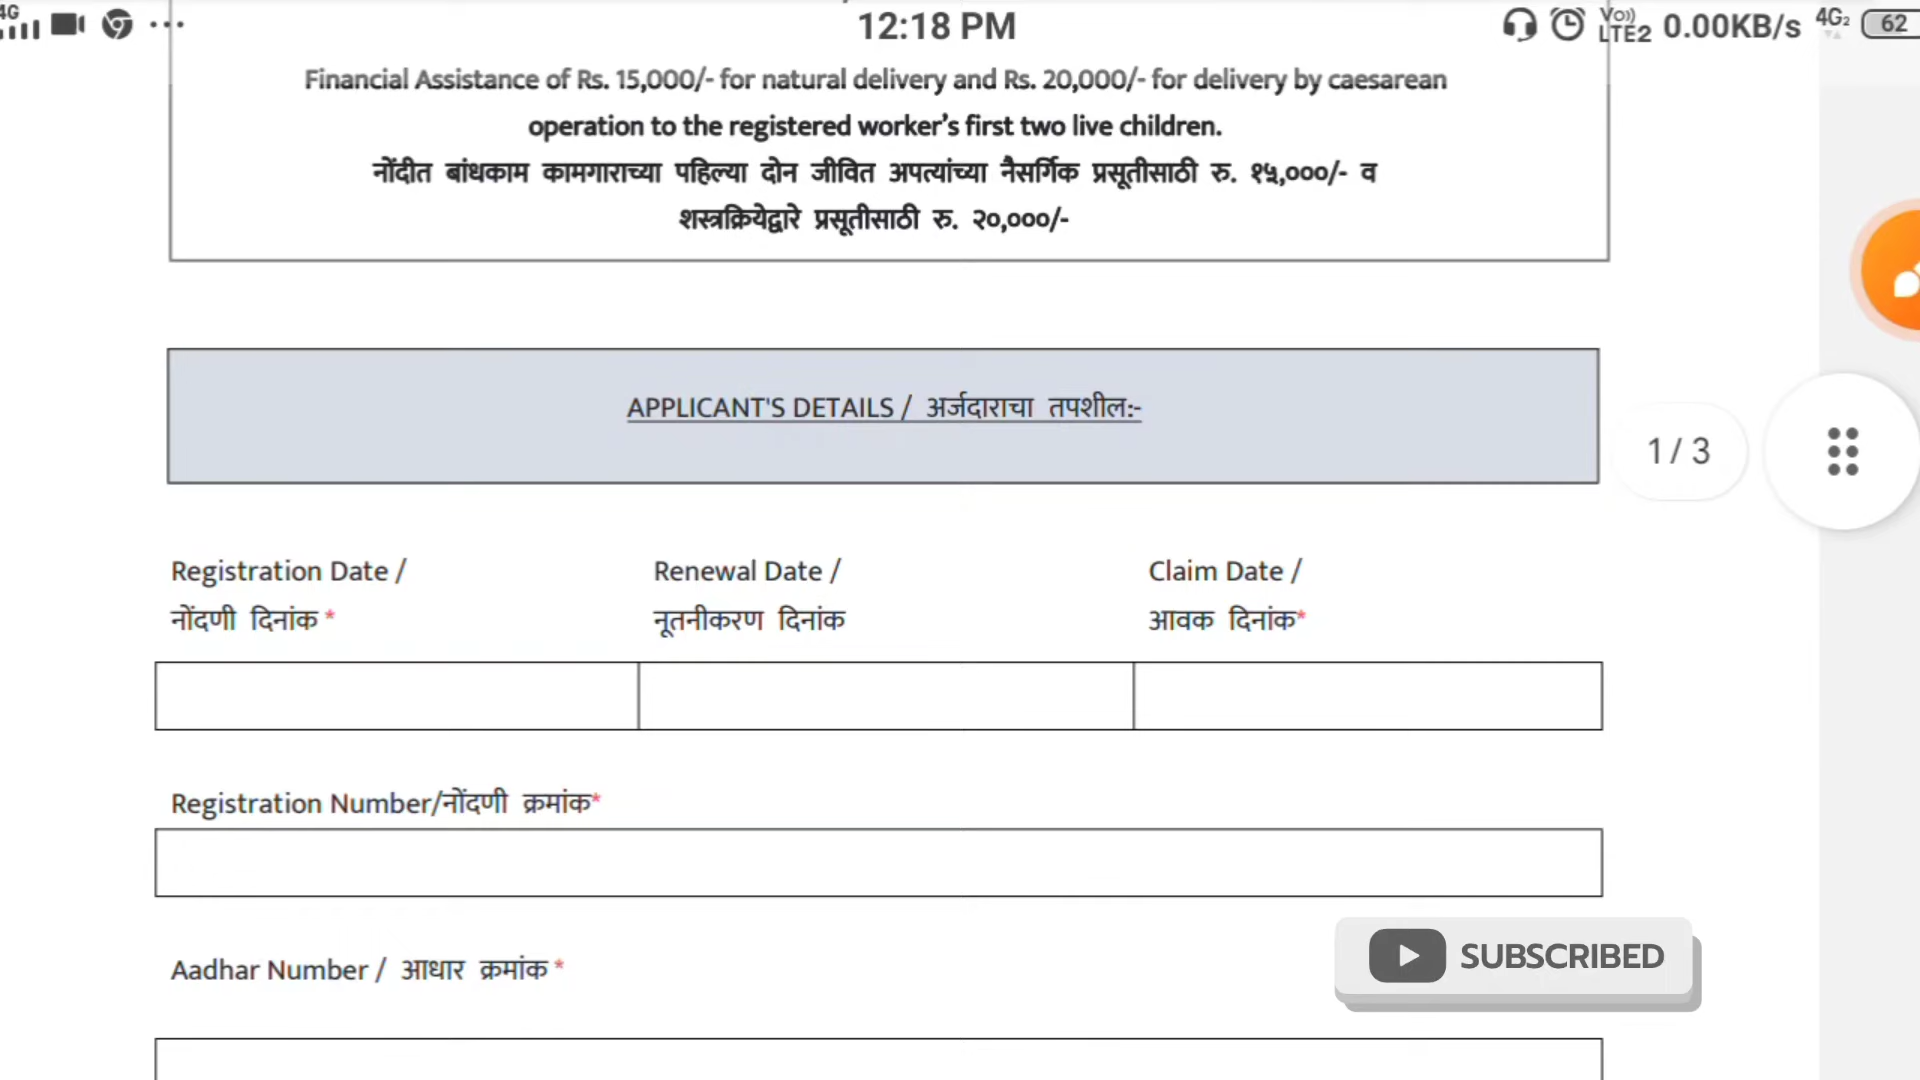 4G
12:18 PM
Vo)) LTE2 0.00KB/s 4G2 62
Financial Assistance of Rs. 15,000/- for natural delivery and Rs. 20,000/- for delivery by caesarean
operation to the registered worker’s first two live children.
नोंदीत बांधकाम कामगाराच्या पहिल्या दोन जीवित अपत्यांच्या नैसर्गिक प्रसूतीसाठी रु. १५,०००/- व
शस्त्रक्रियेद्वारे प्रसूतीसाठी रु. २०,०००/-
APPLICANT'S DETAILS / अर्जदाराचा तपशील:-
1 / 3
Registration Date / Renewal Date / Claim Date /
नोंदणी दिनांक * नूतनीकरण दिनांक आवक दिनांक*
Registration Number/नोंदणी क्रमांक*
Aadhar Number / आधार क्रमांक *
SUBSCRIBED